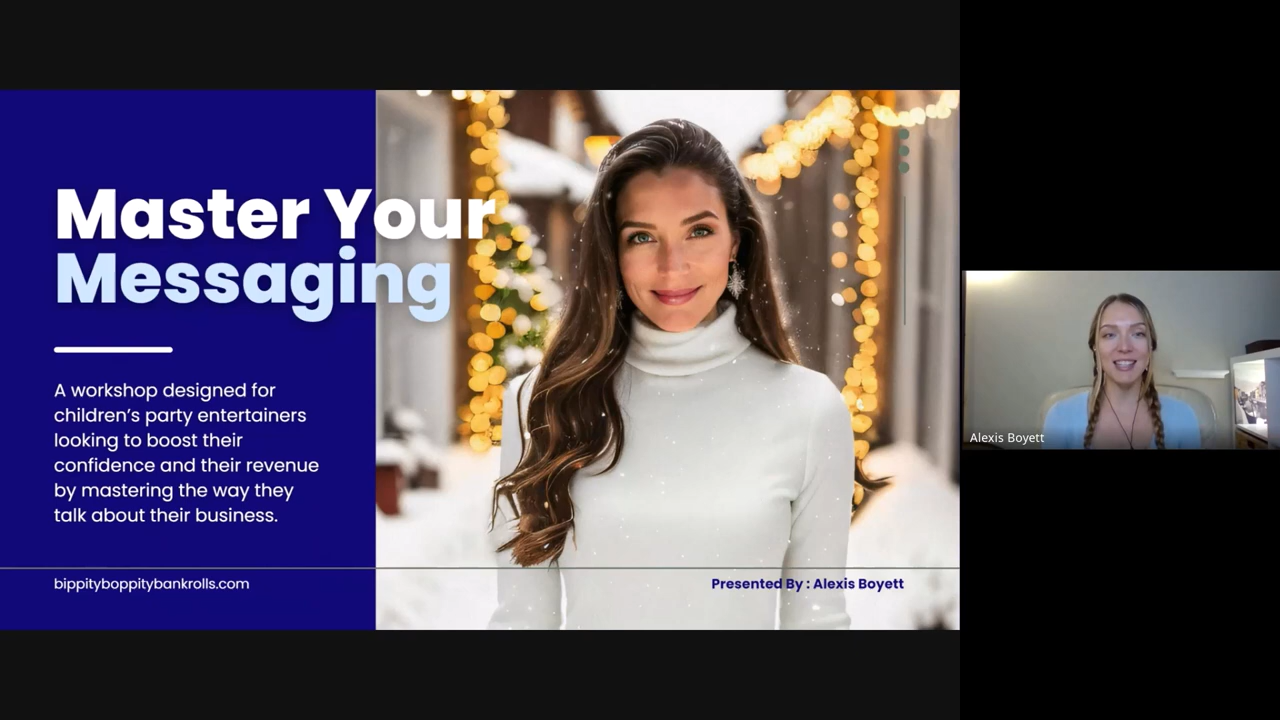 Master Your
Messaging
A workshop designed for
children’s party entertainers
looking to boost their
confidence and their revenue
by mastering the way they
talk about their business.
bippityboppitybankrolls.com
Presented By : Alexis Boyett
Alexis Boyett